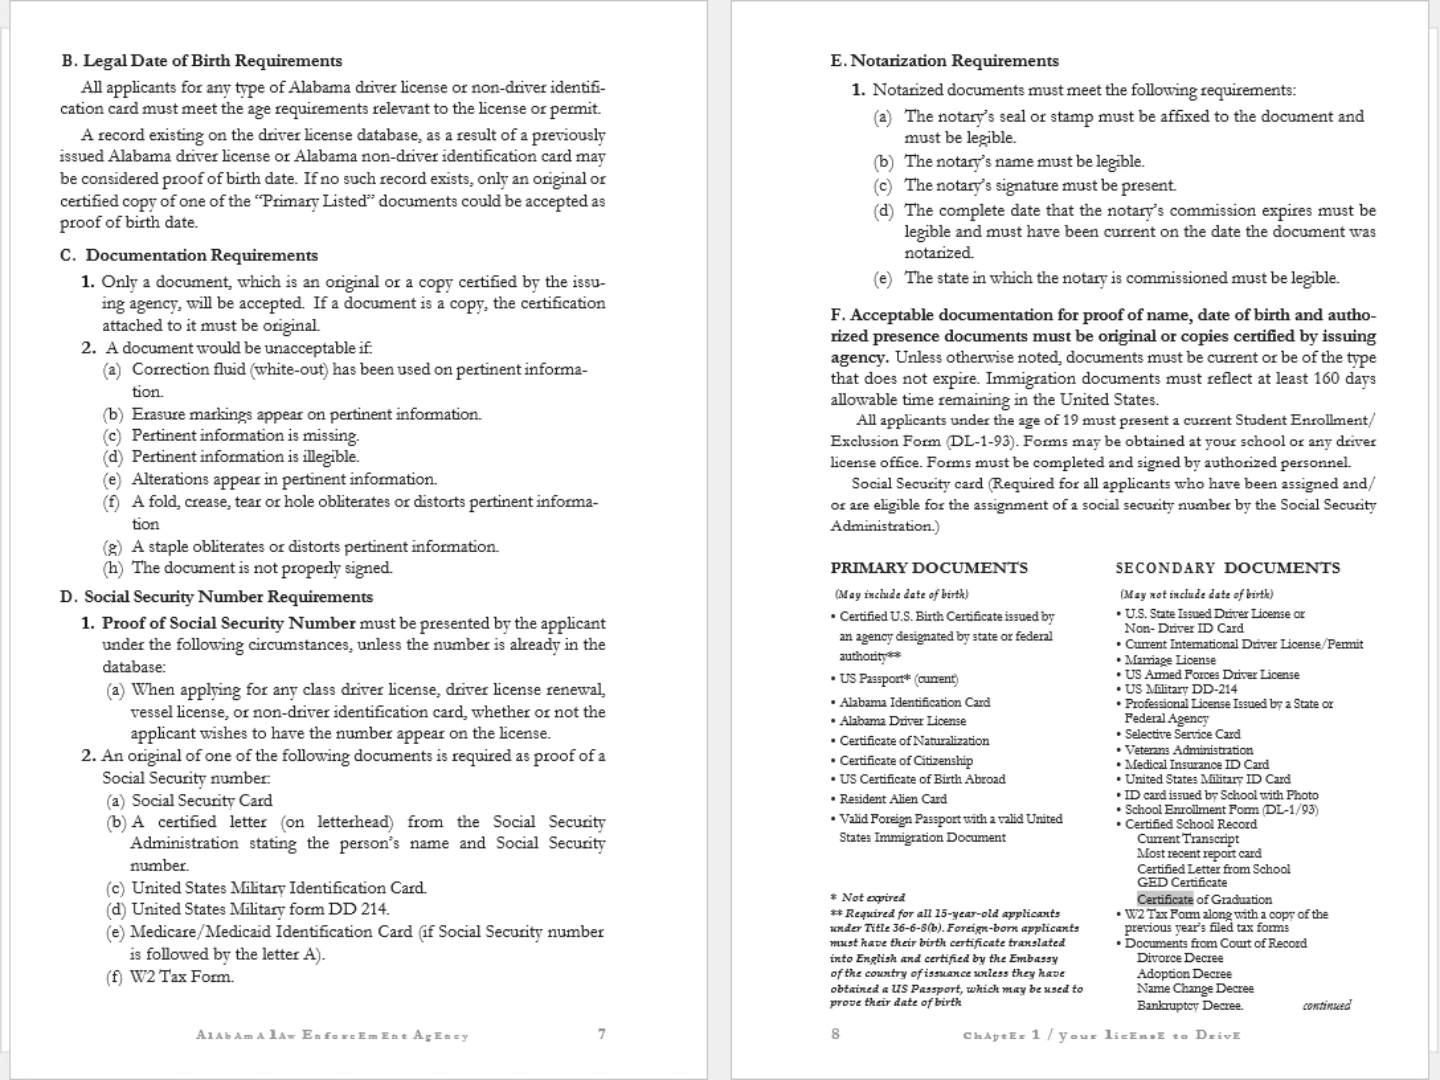 B. Legal Date of Birth Requirements
All applicants for any type of Alabama driver license or non-driver identifi-
cation card must meet the age requirements relevant to the license or permit.
A record existing on the driver license database, as a result of a previously
issued Alabama driver license or Alabama non-driver identification card may
be considered proof of birth date. If no such record exists, only an original or
certified copy of one of the “Primary Listed” documents could be accepted as
proof of birth date.
C. Documentation Requirements
1. Only a document, which is an original or a copy certified by the issu-
ing agency, will be accepted. If a document is a copy, the certification
attached to it must be original.
2. A document would be unacceptable if:
(a) Correction fluid (white-out) has been used on pertinent informa-
tion.
(b) Erasure markings appear on pertinent information.
(c) Pertinent information is missing.
(d) Pertinent information is illegible.
(e) Alterations appear in pertinent information.
(f) A fold, crease, tear or hole obliterates or distorts pertinent informa-
tion
(g) A staple obliterates or distorts pertinent information.
(h) The document is not properly signed.
D. Social Security Number Requirements
1. Proof of Social Security Number must be presented by the applicant
under the following circumstances, unless the number is already in the
database:
(a) When applying for any class driver license, driver license renewal,
vessel license, or non-driver identification card, whether or not the
applicant wishes to have the number appear on the license.
2. An original of one of the following documents is required as proof of a
Social Security number:
(a) Social Security Card
(b) A certified letter (on letterhead) from the Social Security
Administration stating the person’s name and Social Security
number.
(c) United States Military Identification Card.
(d) United States Military form DD 214.
(e) Medicare/Medicaid Identification Card (if Social Security number
is followed by the letter A).
(f) W2 Tax Form.
AlAbAmA lAw EnforcEmEnt AgEncy 7
E. Notarization Requirements
1. Notarized documents must meet the following requirements:
(a) The notary’s seal or stamp must be affixed to the document and
must be legible.
(b) The notary’s name must be legible.
(c) The notary’s signature must be present.
(d) The complete date that the notary’s commission expires must be
legible and must have been current on the date the document was
notarized.
(e) The state in which the notary is commissioned must be legible.
F. Acceptable documentation for proof of name, date of birth and autho-
rized presence documents must be original or copies certified by issuing
agency. Unless otherwise noted, documents must be current or be of the type
that does not expire. Immigration documents must reflect at least 160 days
allowable time remaining in the United States.
All applicants under the age of 19 must present a current Student Enrollment/
Exclusion Form (DL-1-93). Forms may be obtained at your school or any driver
license office. Forms must be completed and signed by authorized personnel.
Social Security card (Required for all applicants who have been assigned and/
or are eligible for the assignment of a social security number by the Social Security
Administration.)
PRIMARY DOCUMENTS
(May include date of birth)
• Certified U.S. Birth Certificate issued by
an agency designated by state or federal
authority**
• US Passport* (current)
• Alabama Identification Card
• Alabama Driver License
• Certificate of Naturalization
• Certificate of Citizenship
• US Certificate of Birth Abroad
• Resident Alien Card
• Valid Foreign Passport with a valid United
States Immigration Document
* Not expired
** Required for all 15-year-old applicants
under Title 36-6-8(b). Foreign-born applicants
must have their birth certificate translated
into English and certified by the Embassy
of the country of issuance unless they have
obtained a US Passport, which may be used to
prove their date of birth
SECONDARY DOCUMENTS
(May not include date of birth)
• U.S. State Issued Driver License or
Non- Driver ID Card
• Current International Driver License/Permit
• Marriage License
• US Armed Forces Driver License
• US Military DD-214
• Professional License Issued by a State or
Federal Agency
• Selective Service Card
• Veterans Administration
• Medical Insurance ID Card
• United States Military ID Card
• ID card issued by School with Photo
• School Enrollment Form (DL-1/93)
• Certified School Record
Current Transcript
Most recent report card
Certified Letter from School
GED Certificate
Certificate of Graduation
• W2 Tax Form along with a copy of the
previous year’s filed tax forms
• Documents from Court of Record
Divorce Decree
Adoption Decree
Name Change Decree
Bankruptcy Decree. continued
8 ChAptEr 1 / your licEnsE to DrivE